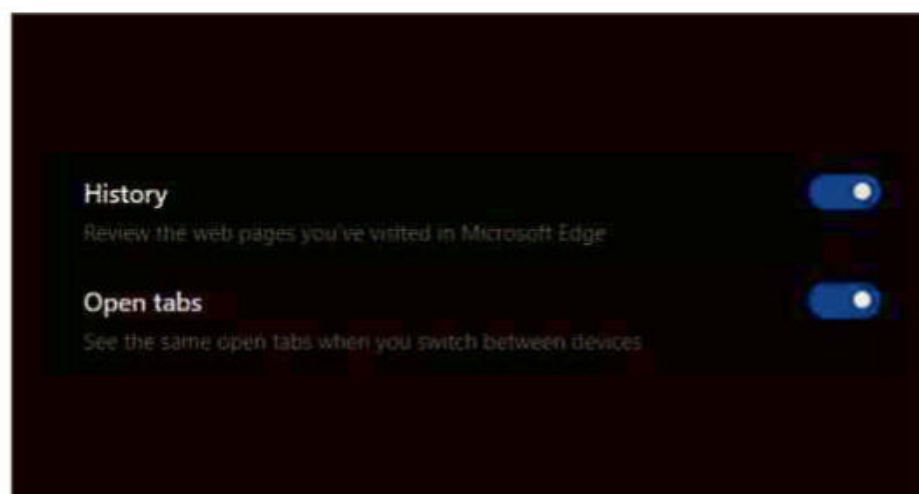 History
Review the web pages you've visited in Microsoft Edge
Open tabs
See the same open tabs when you switch between devices